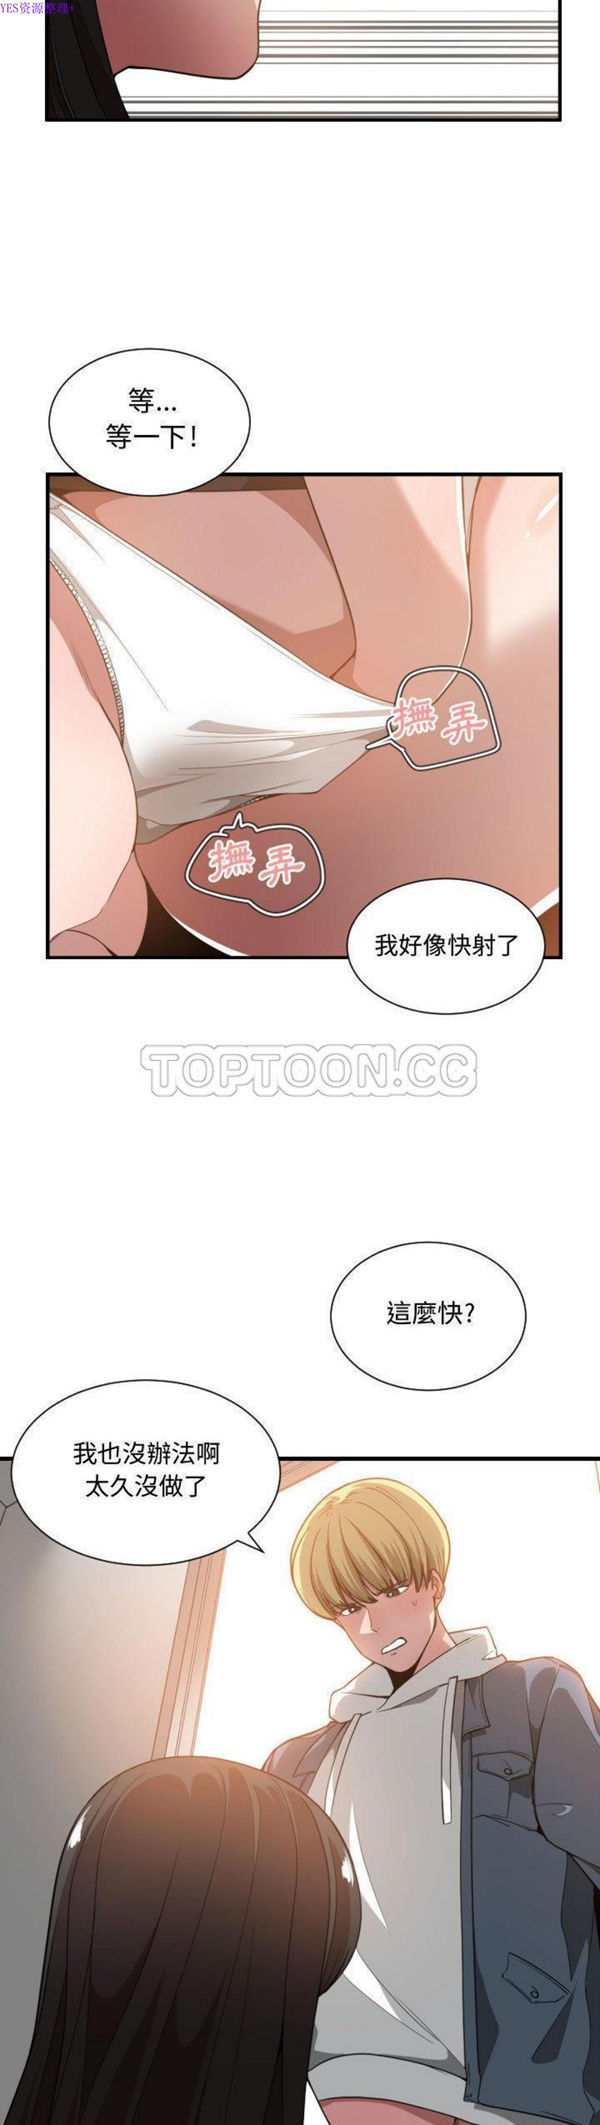 YES资源整理+
等…
等一下!
撫弄
撫弄
我好像快射了
TOPTOON.CC
這麼快?
我也沒辦法啊
太久沒做了